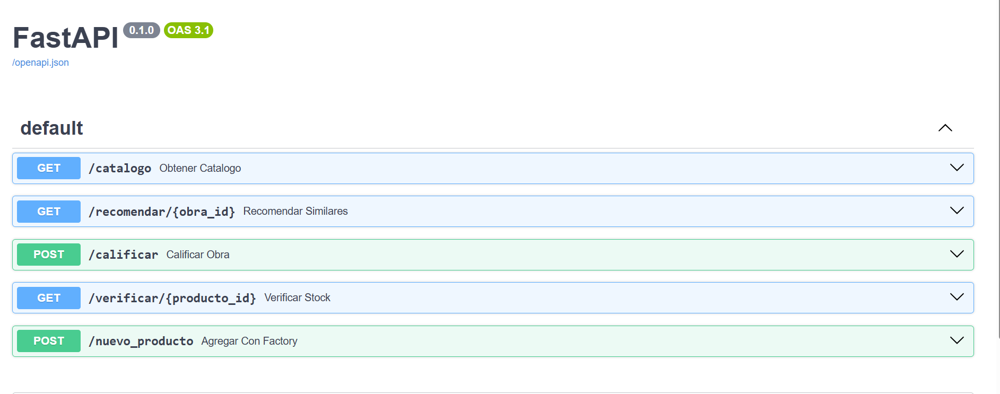 FastAPI 0.1.0 OAS 3.1
/openapi.json
default
GET /catalogo Obtener Catalogo
GET /recomendar/{obra_id} Recomendar Similares
POST /calificar Calificar Obra
GET /verificar/{producto_id} Verificar Stock
POST /nuevo_producto Agregar Con Factory